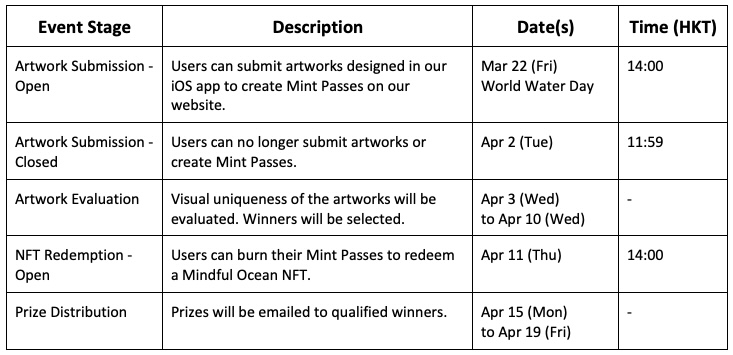 Event Stage Description Date(s) Time (HKT)
Artwork Submission - Users can submit artworks designed in our Mar 22 (Fri) 14:00
Open iOS app to create Mint Passes on our World Water Day
website.
Artwork Submission - Users can no longer submit artworks or Apr 2 (Tue) 11:59
Closed create Mint Passes.
Artwork Evaluation Visual uniqueness of the artworks will be Apr 3 (Wed) -
evaluated. Winners will be selected. to Apr 10 (Wed)
NFT Redemption - Users can burn their Mint Passes to redeem Apr 11 (Thu) 14:00
Open a Mindful Ocean NFT.
Prize Distribution Prizes will be emailed to qualified winners. Apr 15 (Mon) -
to Apr 19 (Fri)